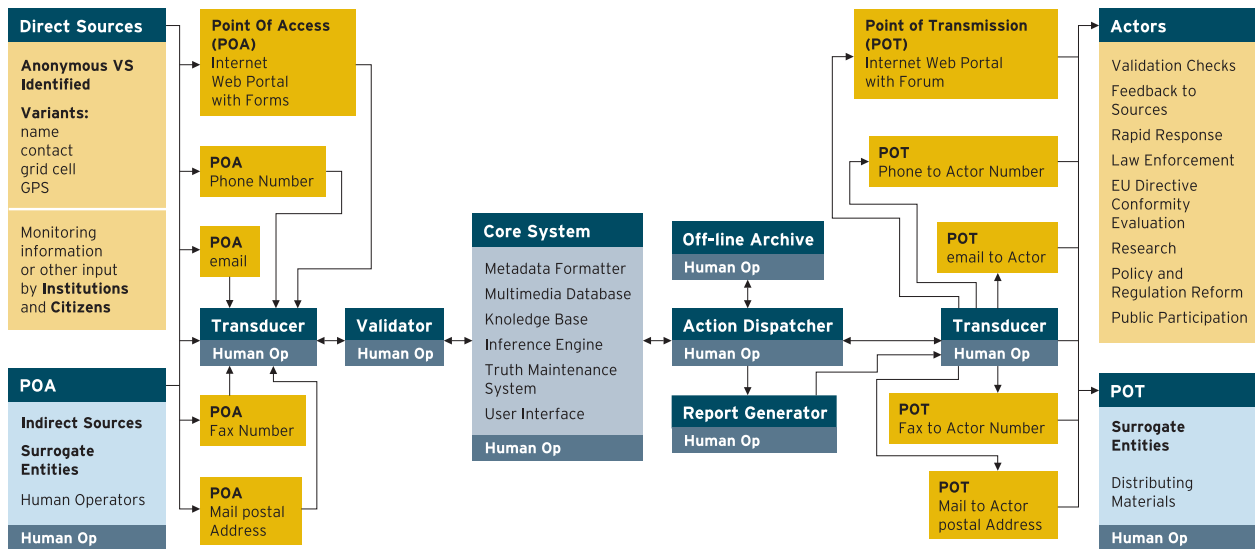 Direct Sources
Anonymous VS
Identified
Variants:
name
contact
grid cell
GPS
Monitoring
information
or other input
by Institutions
and Citizens
POA
Indirect Sources
Surrogate
Entities
Human Operators
Human Op
Point Of Access
(POA)
Internet
Web Portal
with Forms
POA
Phone Number
POA
email
Transducer
Human Op
POA
Fax Number
POA
Mail postal
Address
Validator
Human Op
Core System
Metadata Formatter
Multimedia Database
Knoledge Base
Inference Engine
Truth Maintenance
System
User Interface
Human Op
Off-line Archive
Human Op
Action Dispatcher
Human Op
Report Generator
Human Op
Point of Transmission
(POT)
Internet Web Portal
with Forum
POT
Phone to Actor Number
POT
email to Actor
Transducer
Human Op
POT
Fax to Actor Number
POT
Mail to Actor
postal Address
Actors
Validation Checks
Feedback to
Sources
Rapid Response
Law Enforcement
EU Directive
Conformity
Evaluation
Research
Policy and
Regulation Reform
Public Participation
POT
Surrogate
Entities
Distributing
Materials
Human Op